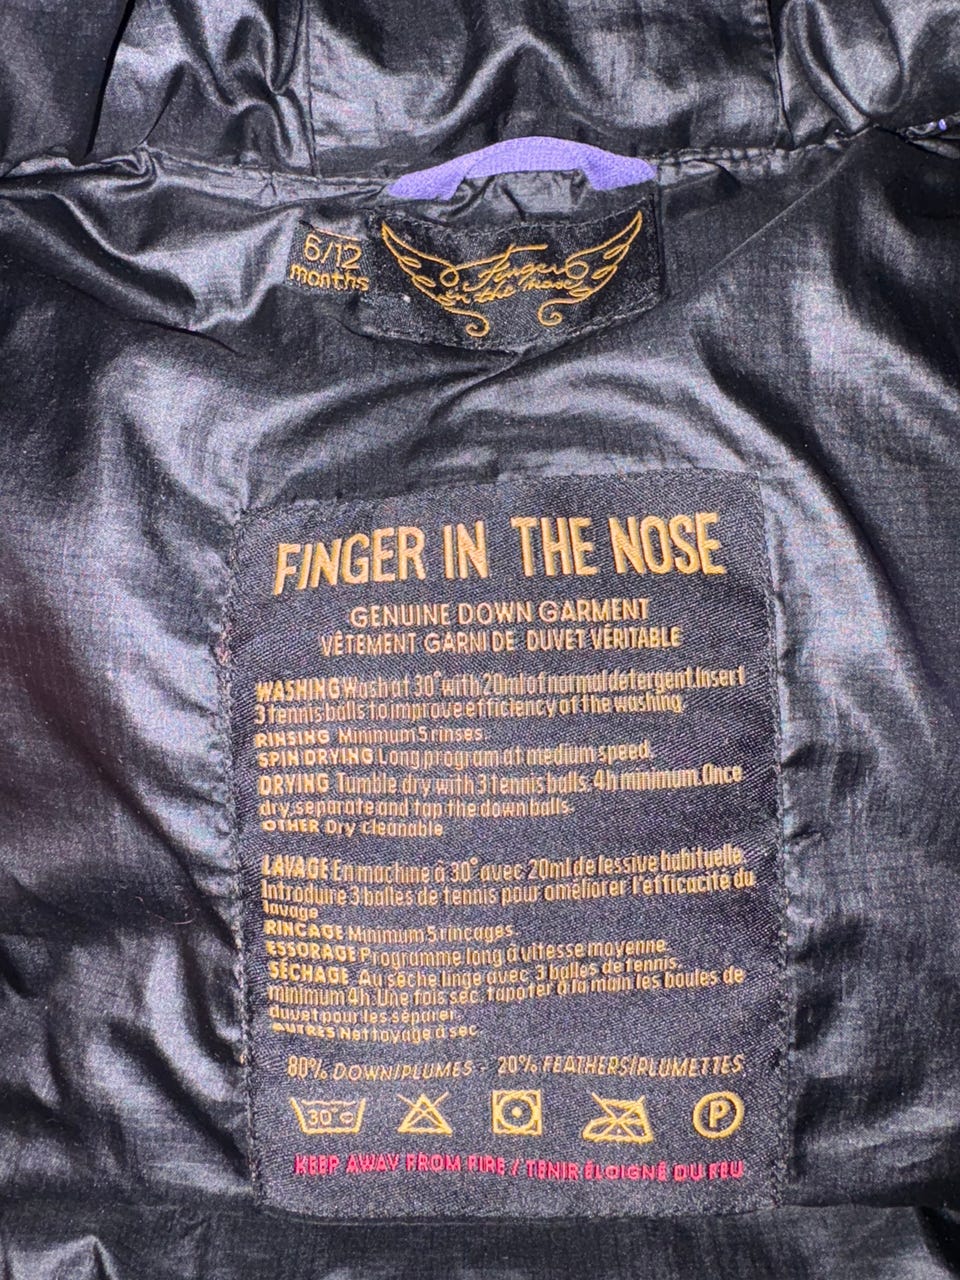 6/12
months
Finger
in the nose
FINGER IN THE NOSE
GENUINE DOWN GARMENT
VÊTEMENT GARNI DE DUVET VERITABLE
WASHING Wash at 30° with 20ml of normal detergent. Insert
3 tennis balls to improve efficiency of the washing.
RINSING Minimum 5 rinses.
SPIN DRYING Long program at medium speed.
DRYING Tumble dry with 3 tennis balls. 4h minimum. Once
dry, separate and tap the down balls.
OTHER Dry cleanable
LAVAGE En machine à 30° avec 20ml de lessive habituelle.
Introduire 3 balles de tennis pour améliorer l'efficacité du
lavage
RINCAGE Minimum 5 rincages.
ESSORAGE Programme long à vitesse moyenne.
SÉCHAGE Au sèche linge avec 3 balles de tennis.
minimum 4h. Une fois sec, tapoter à la main les boules de
duvet pour les séparer.
AUTRES Nettoyage à sec
80% DOWN/PLUMES - 20% FEATHERS/PLUMETTES
30°C P
KEEP AWAY FROM FIRE / TENIR ÉLOIGNÉ DU FEU